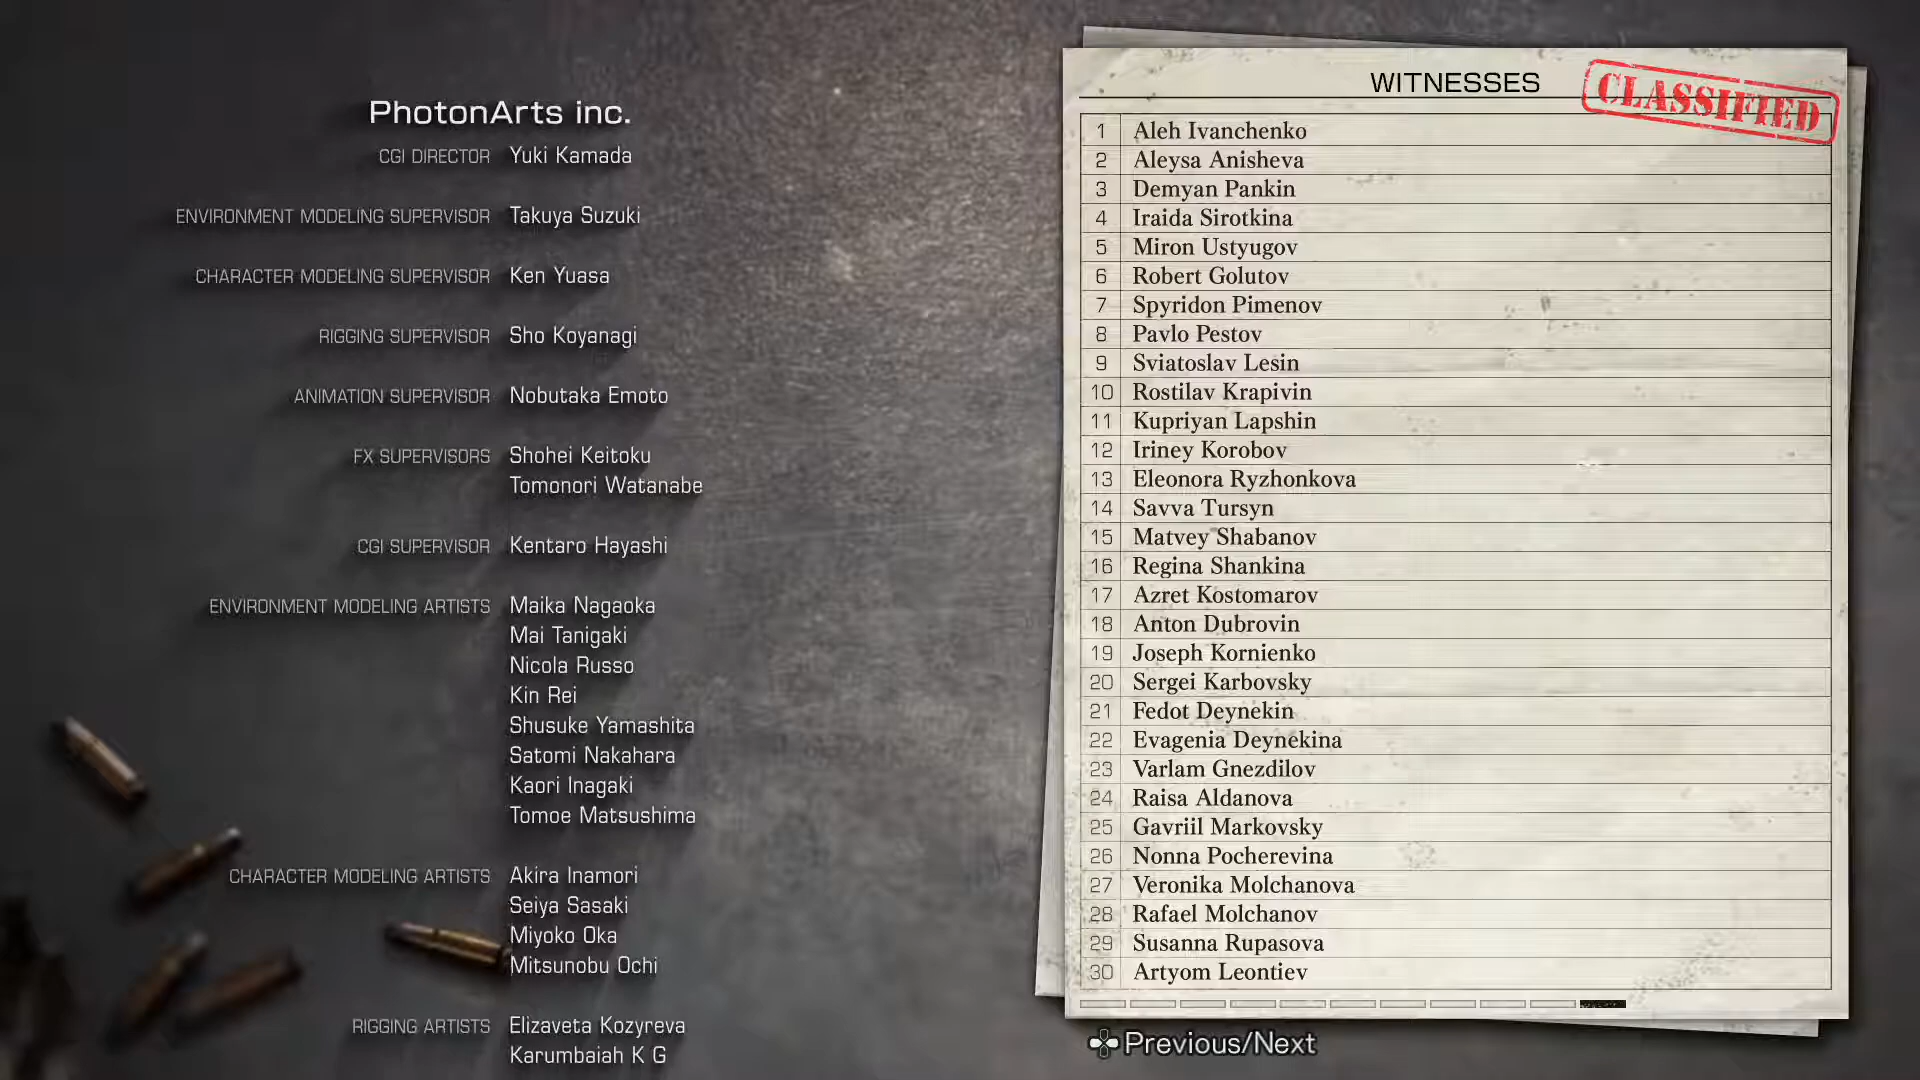 PhotonArts inc.
CGI DIRECTOR Yuki Kamada
ENVIRONMENT MODELING SUPERVISOR Takuya Suzuki
CHARACTER MODELING SUPERVISOR Ken Yuasa
RIGGING SUPERVISOR Sho Koyanagi
ANIMATION SUPERVISOR Nobutaka Emoto
FX SUPERVISORS Shohei Keitoku
Tomonori Watanabe
CGI SUPERVISOR Kentaro Hayashi
ENVIRONMENT MODELING ARTISTS Maika Nagaoka
Mai Tanigaki
Nicola Russo
Kin Rei
Shusuke Yamashita
Satomi Nakahara
Kaori Inagaki
Tomoe Matsushima
CHARACTER MODELING ARTISTS Akira Inamori
Seiya Sasaki
Miyoko Oka
Mitsunobu Ochi
RIGGING ARTISTS Elizaveta Kozyreva
Karumbaiah K G
WITNESSES
CLASSIFIED
1 Aleh Ivanchenko
2 Aleysa Anisheva
3 Demyan Pankin
4 Iraida Sirotkina
5 Miron Ustyugov
6 Robert Golutov
7 Spyridon Pimenov
8 Pavlo Pestov
9 Sviatoslav Lesin
10 Rostilav Krapivin
11 Kupriyan Lapshin
12 Iriney Korobov
13 Eleonora Ryzhonkova
14 Savva Tursyn
15 Matvey Shabanov
16 Regina Shankina
17 Azret Kostomarov
18 Anton Dubrovin
19 Joseph Kornienko
20 Sergei Karbovsky
21 Fedot Deynekin
22 Evagenia Deynekina
23 Varlam Gnezdilov
24 Raisa Aldanova
25 Gavriil Markovsky
26 Nonna Pocherevina
27 Veronika Molchanova
28 Rafael Molchanov
29 Susanna Rupasova
30 Artyom Leontiev
Previous/Next